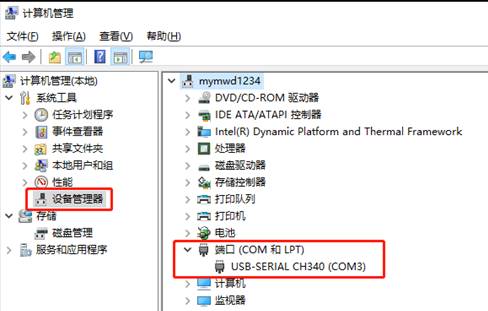 计算机管理
文件(F) 操作(A) 查看(V) 帮助(H)
计算机管理(本地)
系统工具
任务计划程序
事件查看器
共享文件夹
本地用户和组
性能
设备管理器
存储
磁盘管理
服务和应用程序
mymwd1234
DVD/CD-ROM 驱动器
IDE ATA/ATAPI 控制器
Intel(R) Dynamic Platform and Thermal Framework
处理器
磁盘驱动器
存储控制器
打印队列
打印机
电池
端口 (COM 和 LPT)
USB-SERIAL CH340 (COM3)
计算机
监视器